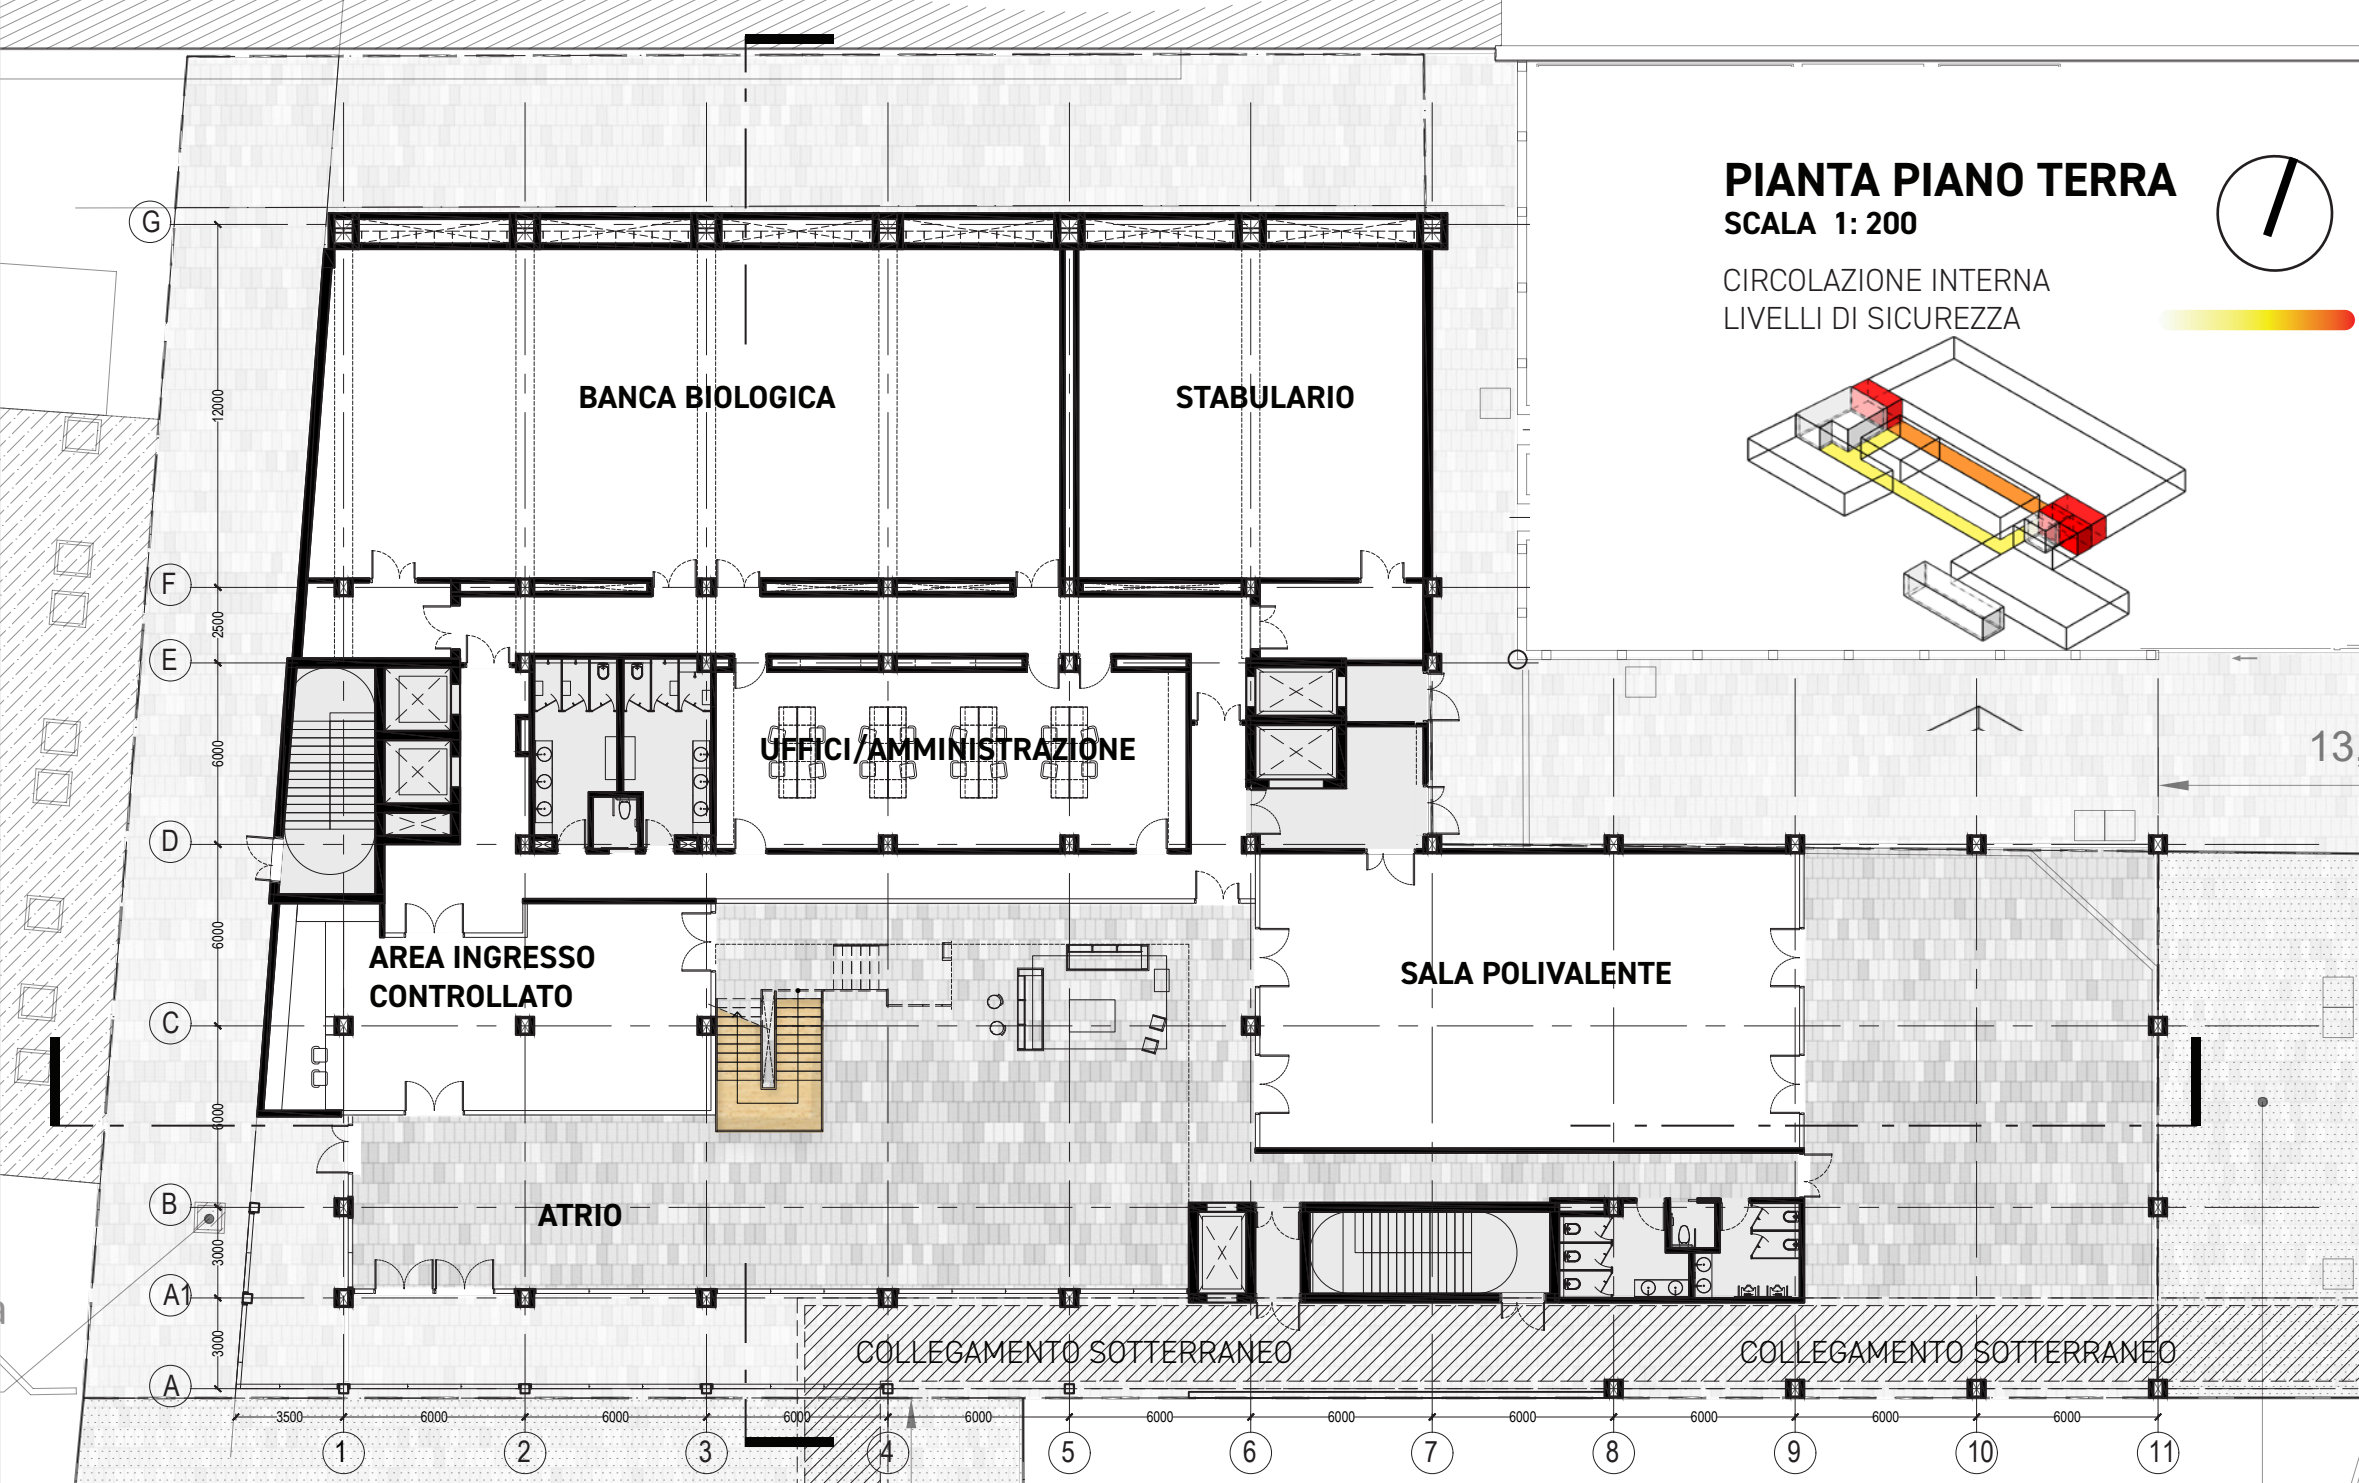 PIANTA PIANO TERRA
SCALA 1: 200
CIRCOLAZIONE INTERNA
LIVELLI DI SICUREZZA
G
12000
BANCA BIOLOGICA
STABULARIO
F
2500
E
6000
UFFICI/AMMINISTRAZIONE
13,
D
6000
AREA INGRESSO
CONTROLLATO
SALA POLIVALENTE
C
6000
B
ATRIO
3000
A1
3000
COLLEGAMENTO SOTTERRANEO
COLLEGAMENTO SOTTERRANEO
A
3500 6000 6000 6000 6000 6000 6000 6000 6000 6000 6000
1 2 3 4 5 6 7 8 9 10 11